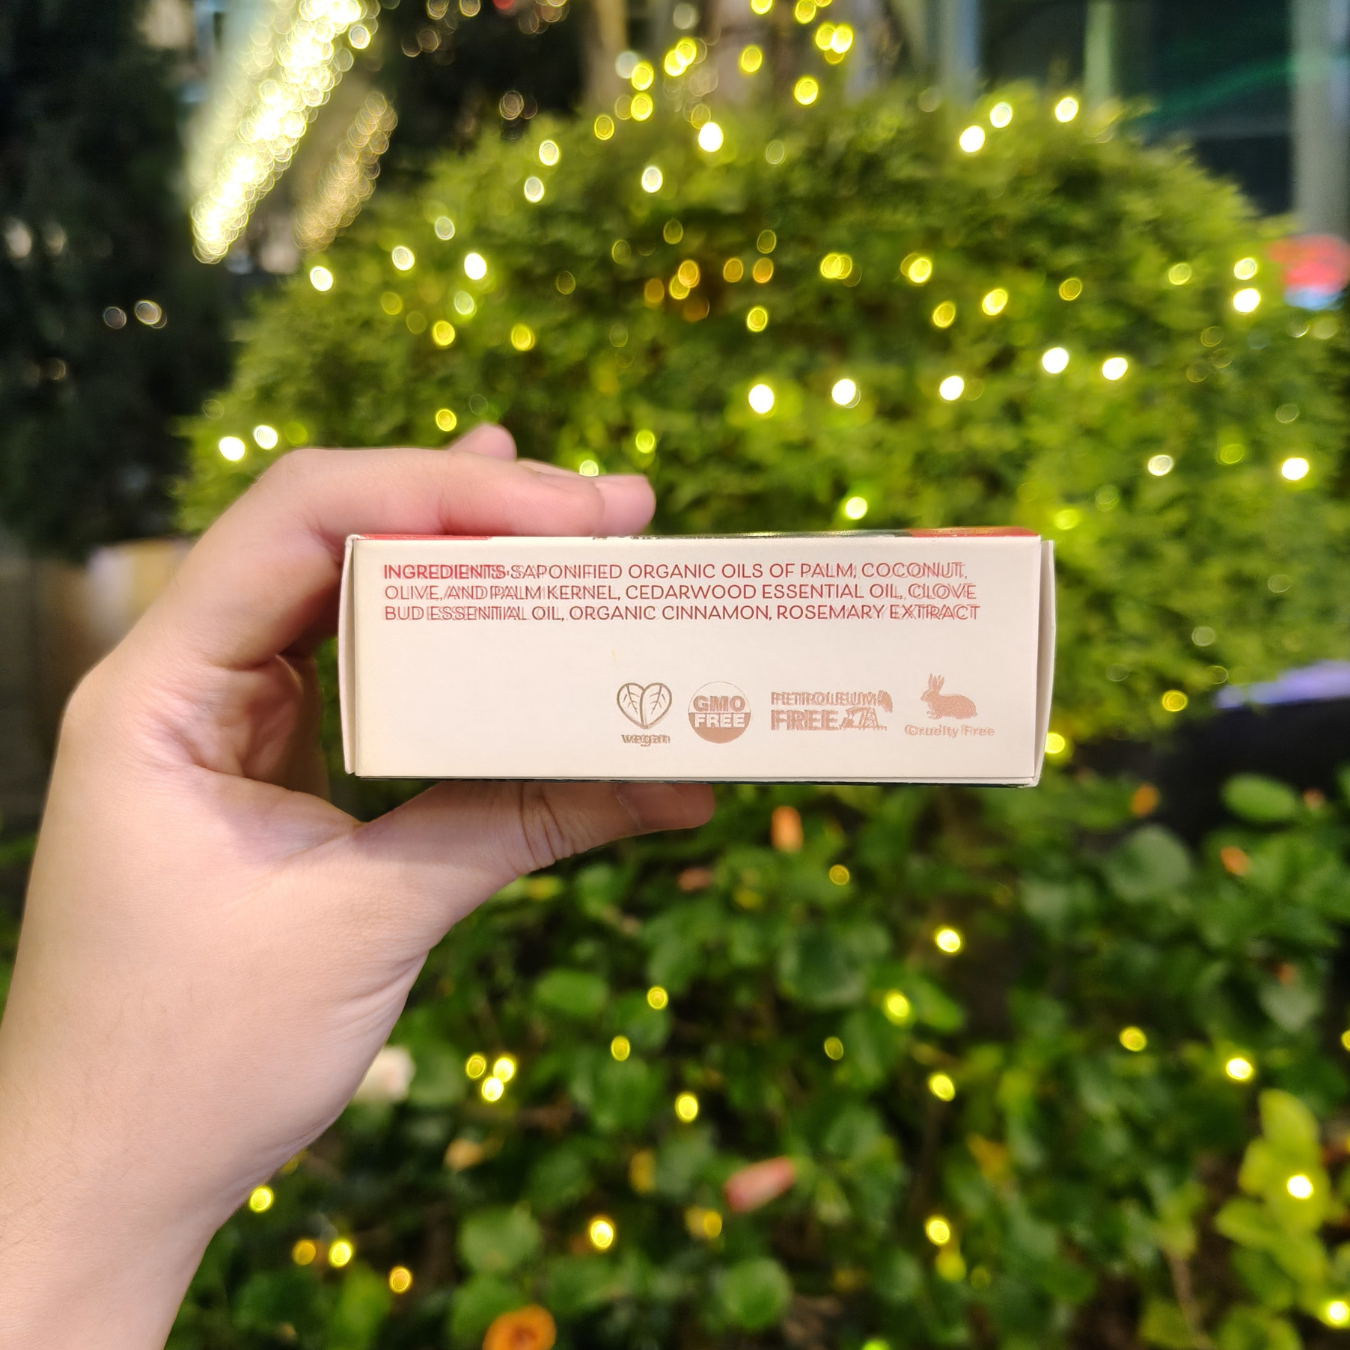 INGREDIENTS: SAPONIFIED ORGANIC OILS OF PALM, COCONUT,
OLIVE, AND PALM KERNEL, CEDARWOOD ESSENTIAL OIL, CLOVE
BUD ESSENTIAL OIL, ORGANIC CINNAMON, ROSEMARY EXTRACT
vegan
GMO
FREE
PETROLEUM
FREE
Cruelty Free